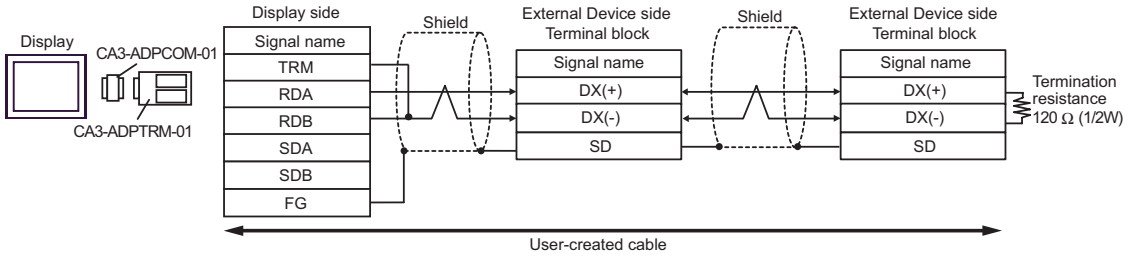 Display
CA3-ADPCOM-01
CA3-ADPTRM-01
Display side
Signal name
TRM
RDA
RDB
SDA
SDB
FG
Shield
External Device side
Terminal block
Signal name
DX(+)
DX(-)
SD
Shield
External Device side
Terminal block
Signal name
DX(+)
DX(-)
SD
Termination
resistance
120 Ω (1/2W)
User-created cable